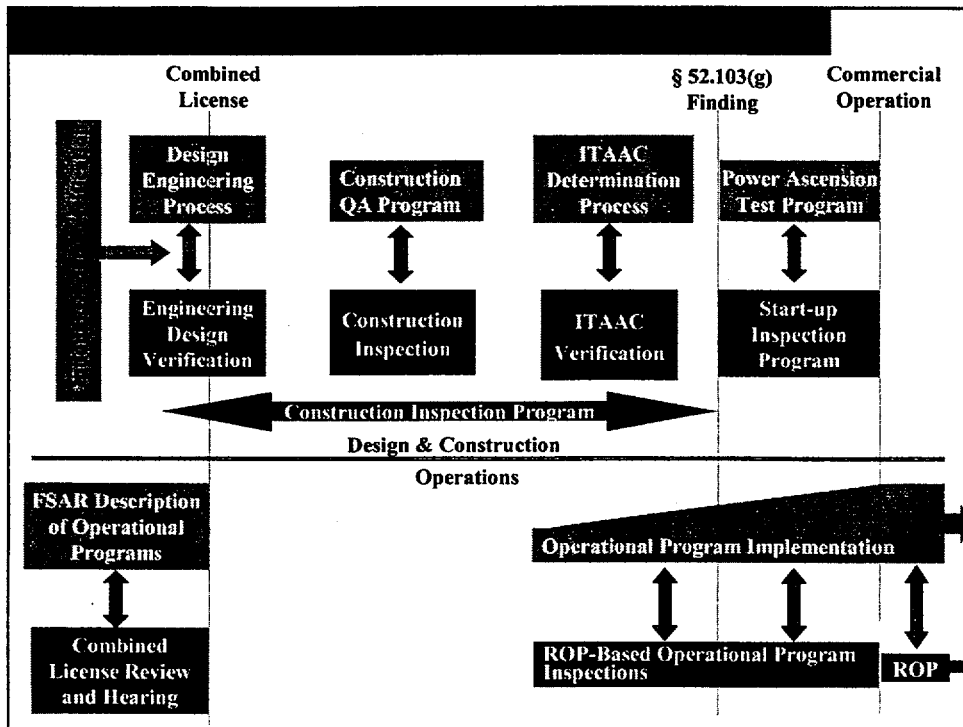 Combined
License
§ 52.103(g)
Finding
Commercial
Operation
Design
Engineering
Process
Construction
QA Program
ITAAC
Determination
Process
Power Ascension
Test Program
Engineering
Design
Verification
Construction
Inspection
ITAAC
Verification
Start-up
Inspection
Program
Construction Inspection Program
Design & Construction
Operations
FSAR Description
of Operational
Programs
Operational Program Implementation
Combined
License Review
and Hearing
ROP-Based Operational Program
Inspections
ROP